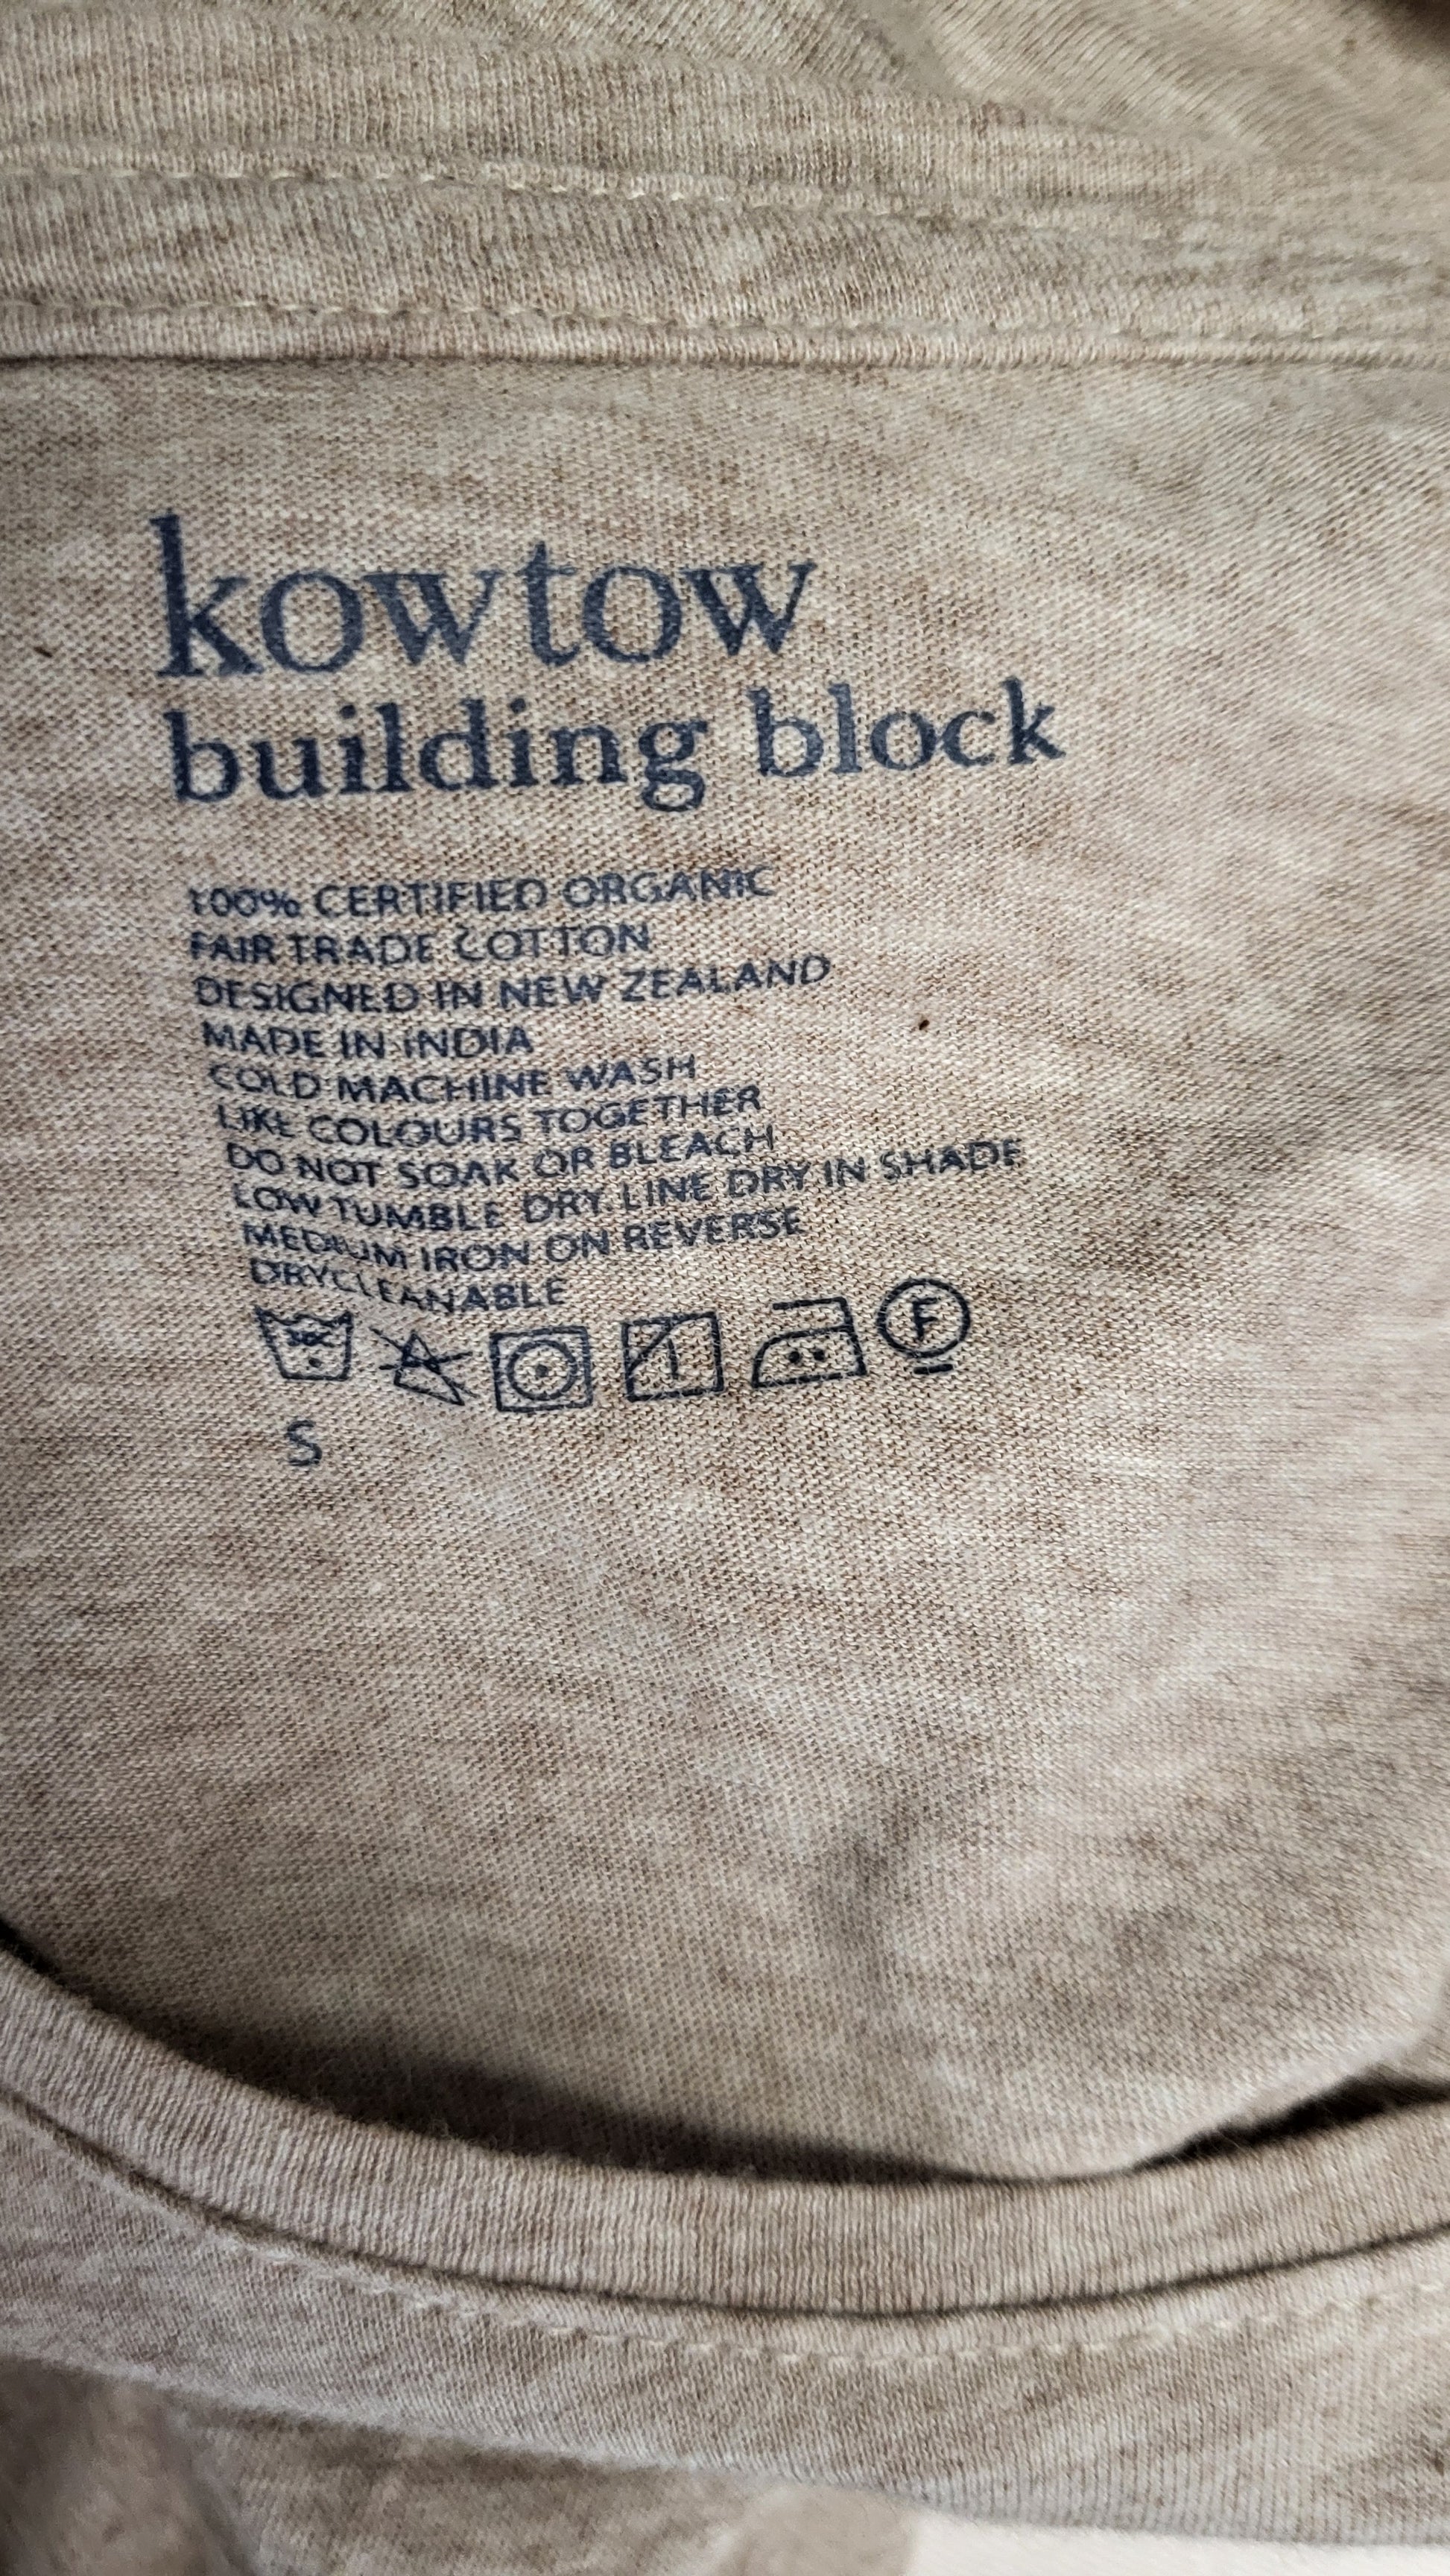 kowtow
building block
100% CERTIFIED ORGANIC
FAIR TRADE COTTON
DESIGNED IN NEW ZEALAND
MADE IN INDIA
COLD MACHINE WASH
LIKE COLOURS TOGETHER
DO NOT SOAK OR BLEACH
LOW TUMBLE DRY. LINE DRY IN SHADE
MEDIUM IRON ON REVERSE
DRYCLEANABLE
F
S